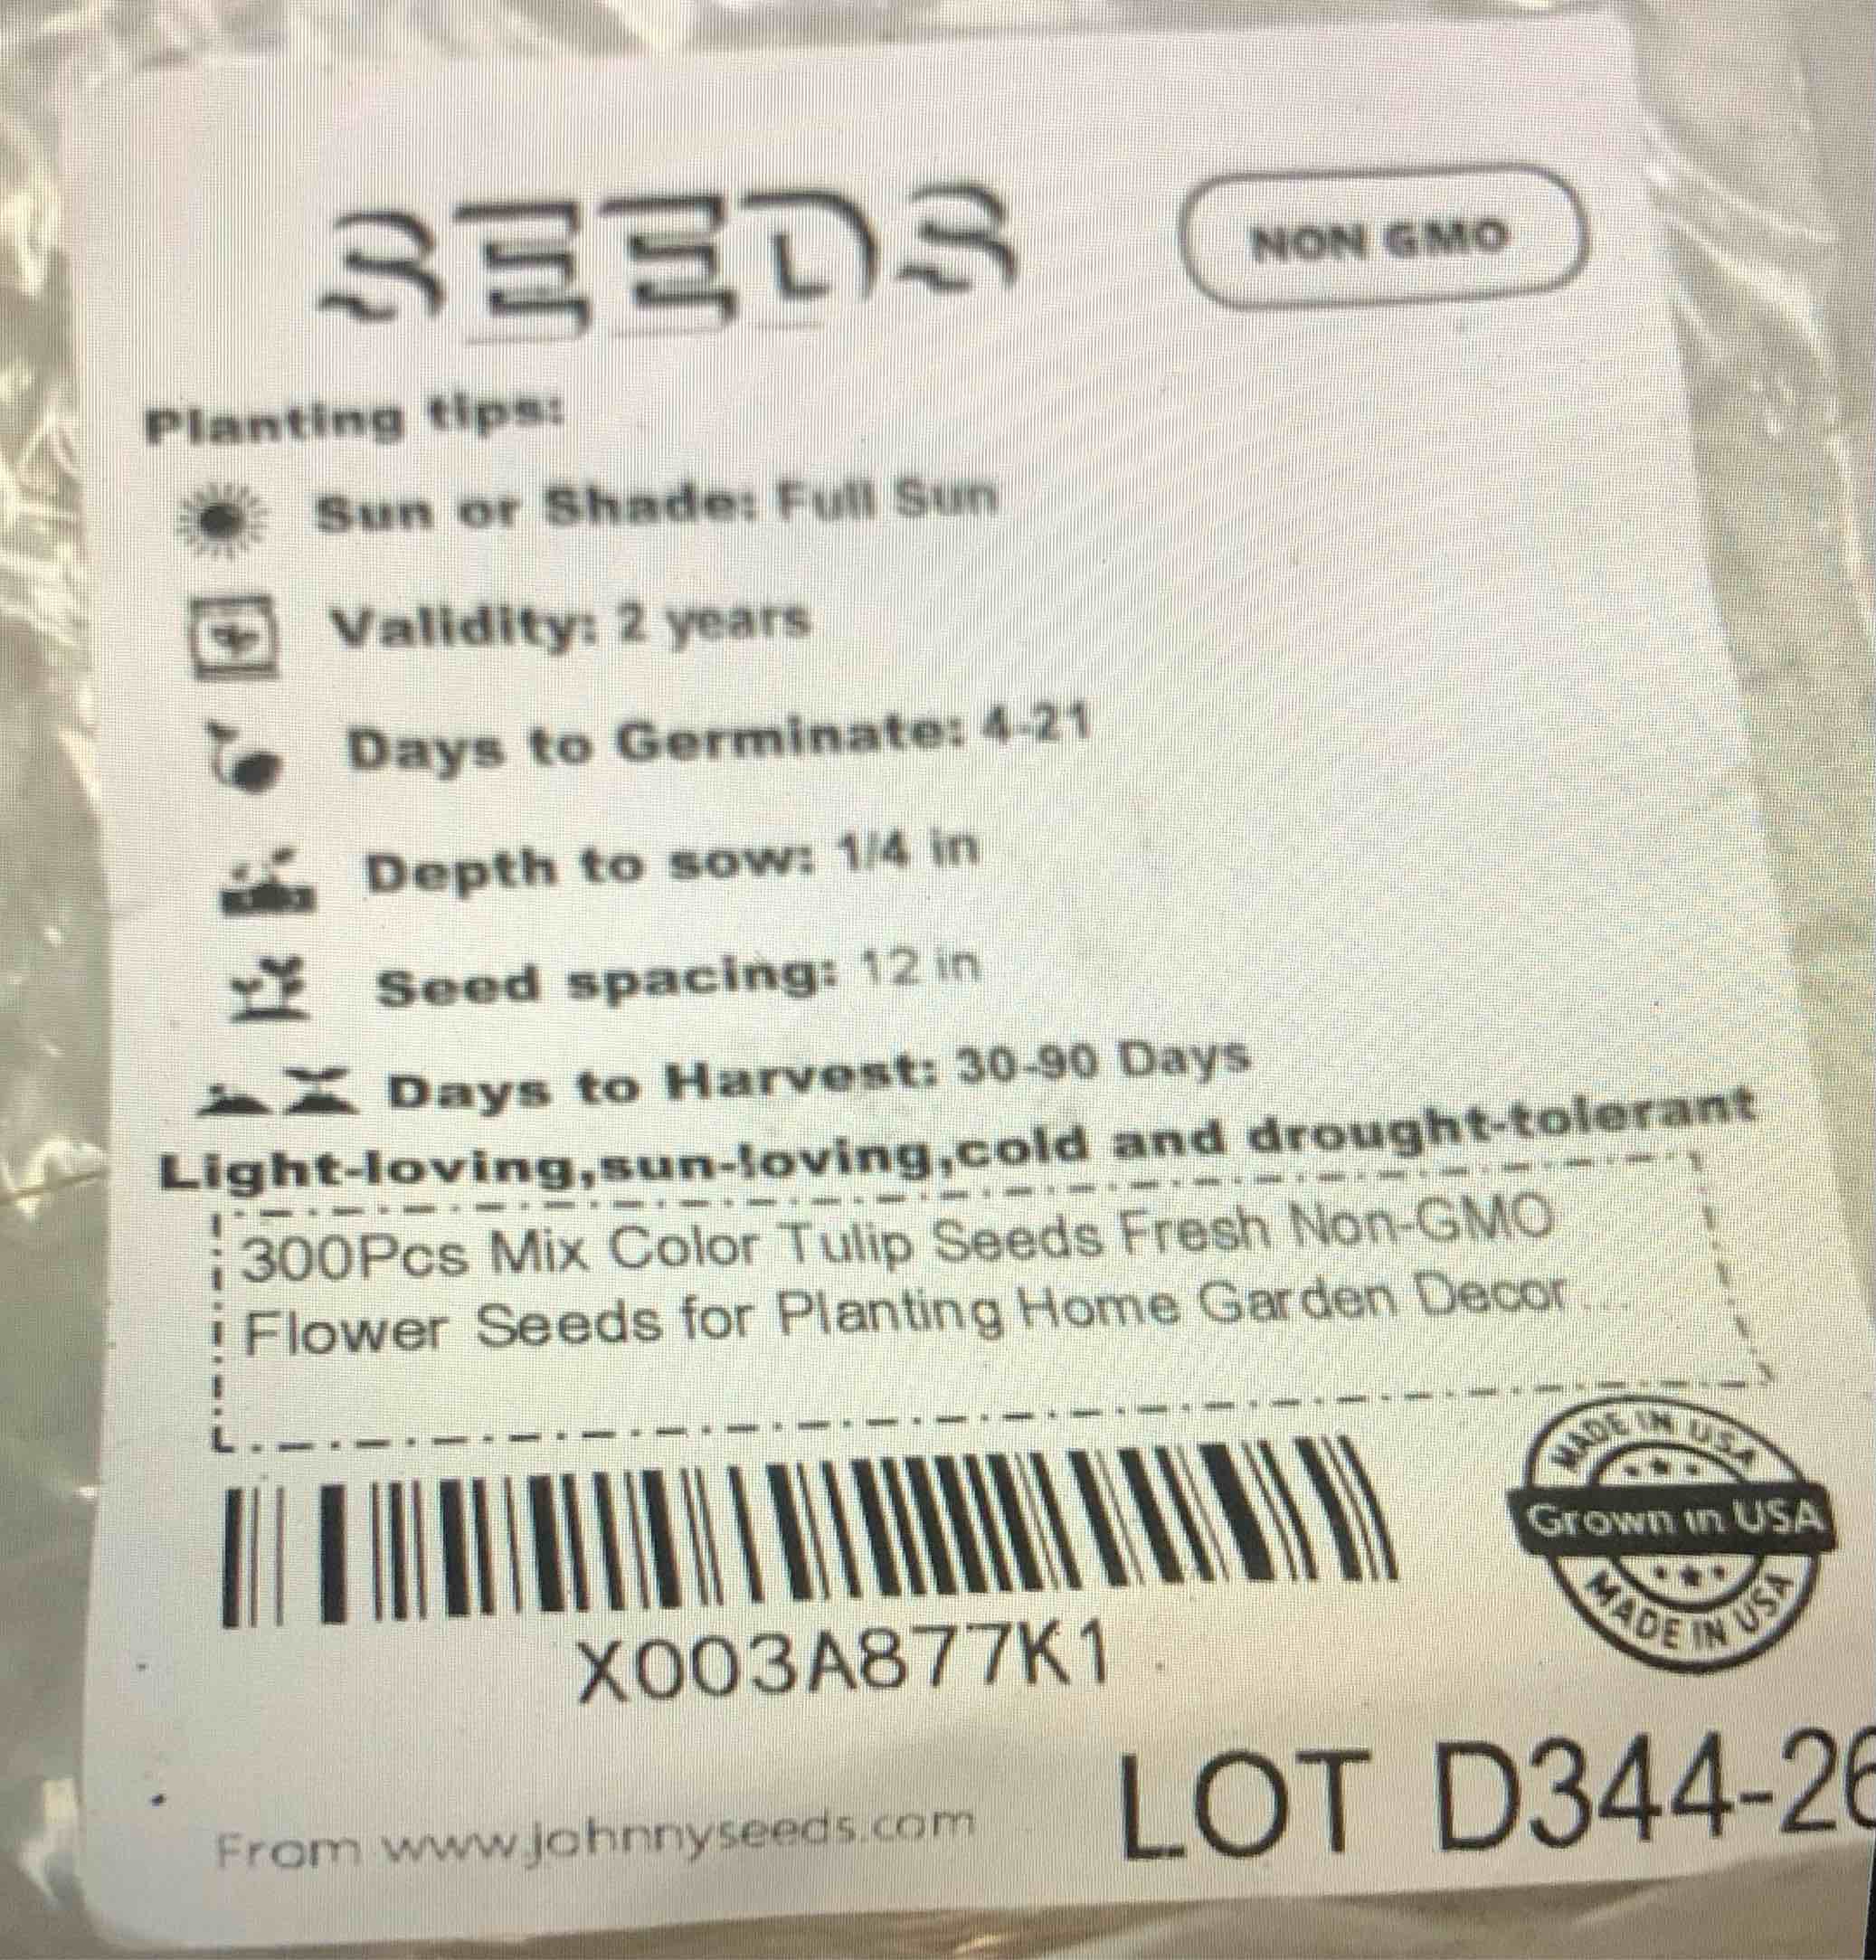 SEEDS
NON GMO
Planting tips:
Sun or Shade: Full Sun
Validity: 2 years
Days to Germinate: 4-21
Depth to sow: 1/4 in
Seed spacing: 12 in
Days to Harvest: 30-90 Days
Light-loving,sun-loving,cold and drought-tolerant
300Pcs Mix Color Tulip Seeds Fresh Non-GMO
Flower Seeds for Planting Home Garden Decor
MADE IN USA
Grown in USA
MADE IN USA
X003A877K1
LOT D344-26
From www.johnnyseeds.com